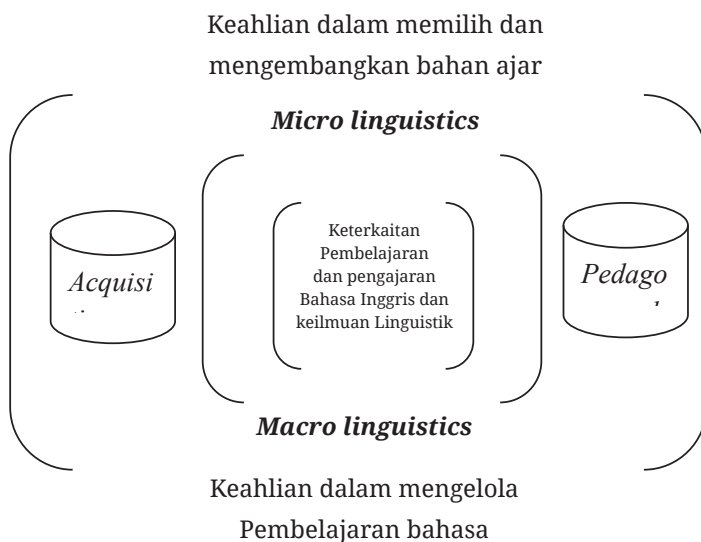 Keahlian dalam memilih dan
mengembangkan bahan ajar
Micro linguistics
Keterkaitan
Pembelajaran
dan pengajaran
Bahasa Inggris dan
keilmuan Linguistik
Acquisi
Pedago
Macro linguistics
Keahlian dalam mengelola
Pembelajaran bahasa